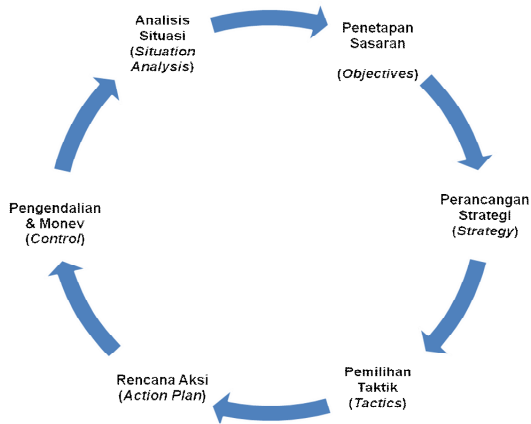 Analisis
Situasi
(Situation
Analysis)
Penetapan
Sasaran
(Objectives)
Perancangan
Strategi
(Strategy)
Pemilihan
Taktik
(Tactics)
Rencana Aksi
(Action Plan)
Pengendalian
& Monev
(Control)